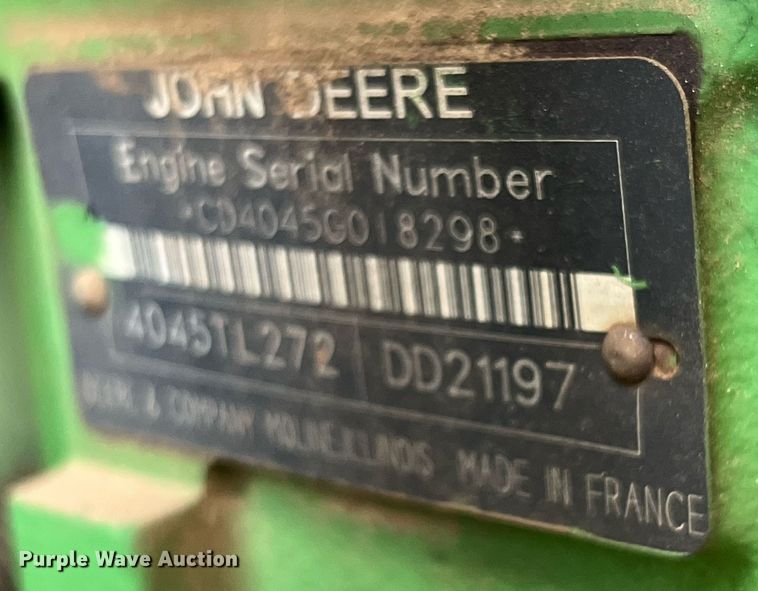 JOHN DEERE
Engine Serial Number
*CD4045G018298*
4045TL272 DD21197
DEERE & COMPANY MOLINE, ILLINOIS MADE IN FRANCE
Purple Wave Auction